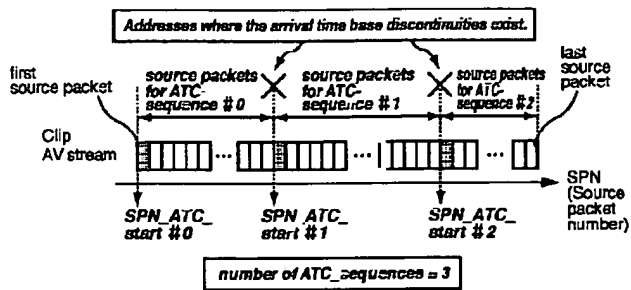 Addresses where the arrival time base discontinuities exist.
first
source packet
source packets
for ATC-
sequence #0
source packets
for ATC-
sequence #1
source packets
for ATC-
sequence #2
last
source
packet
Clip
AV stream
...
...
...
SPN
(Source
packet
number)
SPN_ATC_
start #0
SPN_ATC_
start #1
SPN_ATC_
start #2
number of ATC_sequences = 3